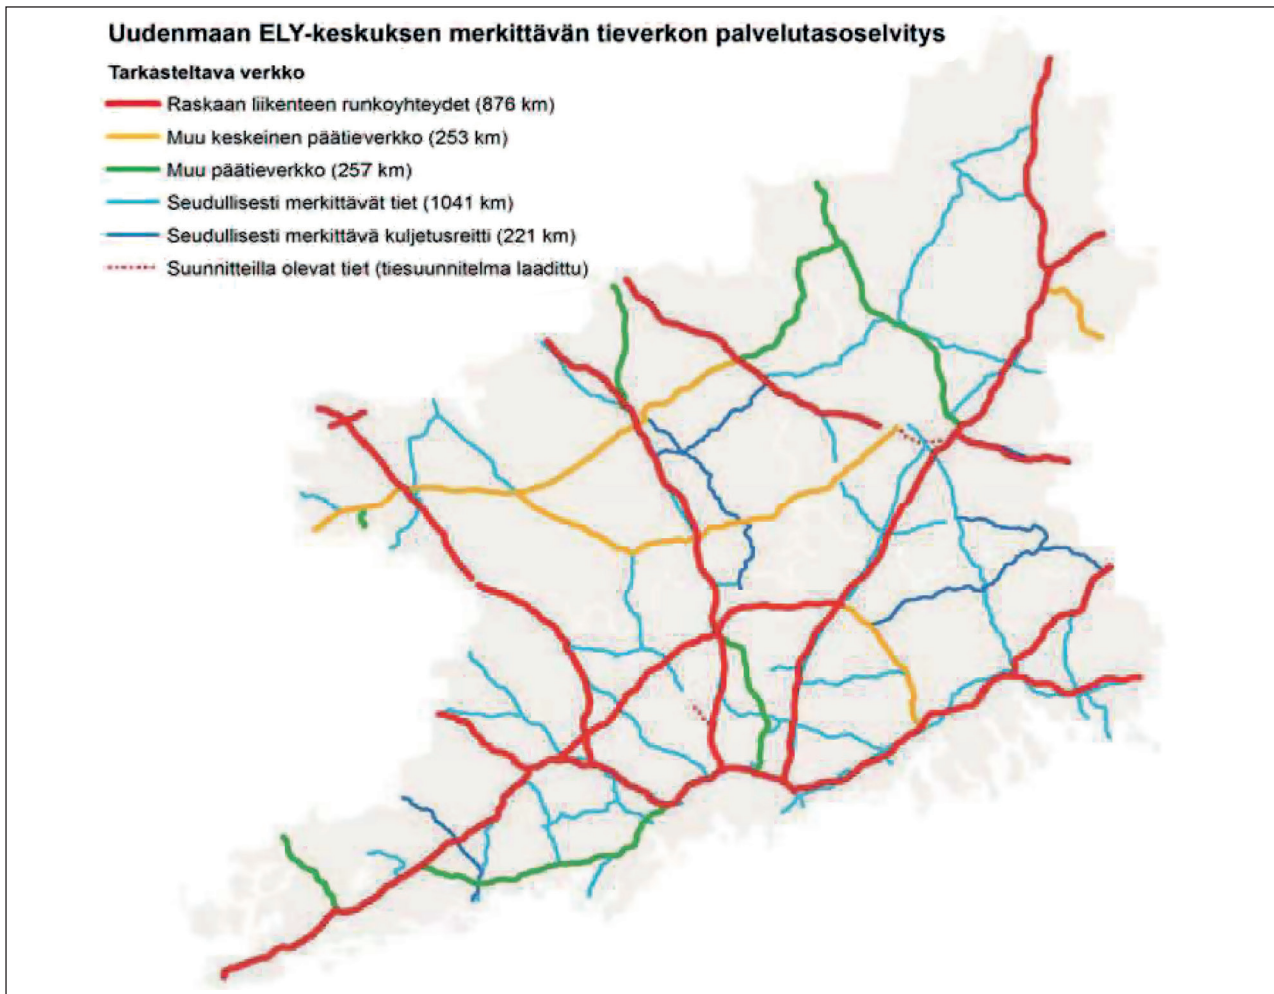 Uudenmaan ELY-keskuksen merkittävän tieverkon palvelutasoselvitys
Tarkasteltava verkko
Raskaan liikenteen runkoyhteydet (876 km)
Muu keskeinen päätieverkko (253 km)
Muu päätieverkko (257 km)
Seudullisesti merkittävät tiet (1041 km)
Seudullisesti merkittävä kuljetusreitti (221 km)
Suunnitteilla olevat tiet (tiesuunnitelma laadittu)